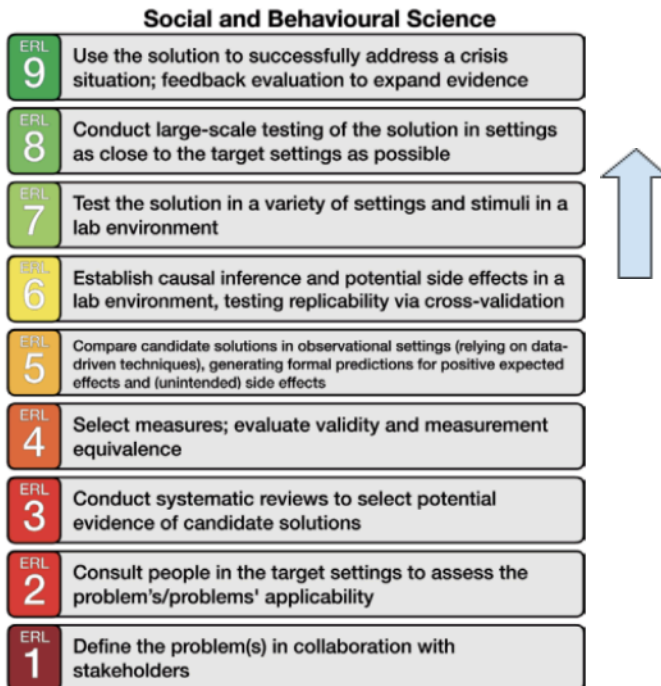 Social and Behavioural Science
ERL
9
Use the solution to successfully address a crisis
situation; feedback evaluation to expand evidence
ERL
8
Conduct large-scale testing of the solution in settings
as close to the target settings as possible
ERL
7
Test the solution in a variety of settings and stimuli in a
lab environment
ERL
6
Establish causal inference and potential side effects in a
lab environment, testing replicability via cross-validation
ERL
5
Compare candidate solutions in observational settings (relying on data-
driven techniques), generating formal predictions for positive expected
effects and (unintended) side effects
ERL
4
Select measures; evaluate validity and measurement
equivalence
ERL
3
Conduct systematic reviews to select potential
evidence of candidate solutions
ERL
2
Consult people in the target settings to assess the
problem's/problems' applicability
ERL
1
Define the problem(s) in collaboration with
stakeholders